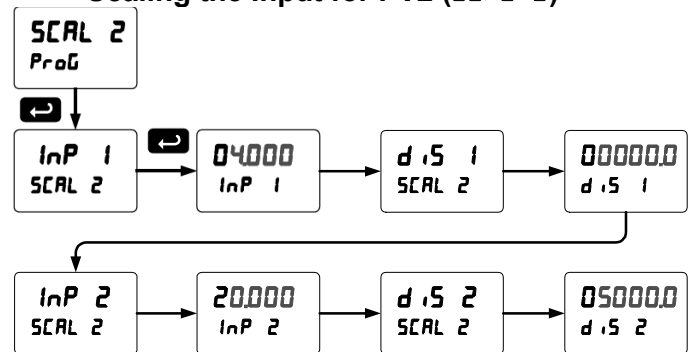 Scaling the Input for PV2
SCAL 2
ProG
InP 1
SCAL 2
04.000
InP 1
diS 1
SCAL 2
00000.0
diS 1
InP 2
SCAL 2
20.000
InP 2
diS 2
SCAL 2
05000.0
diS 2